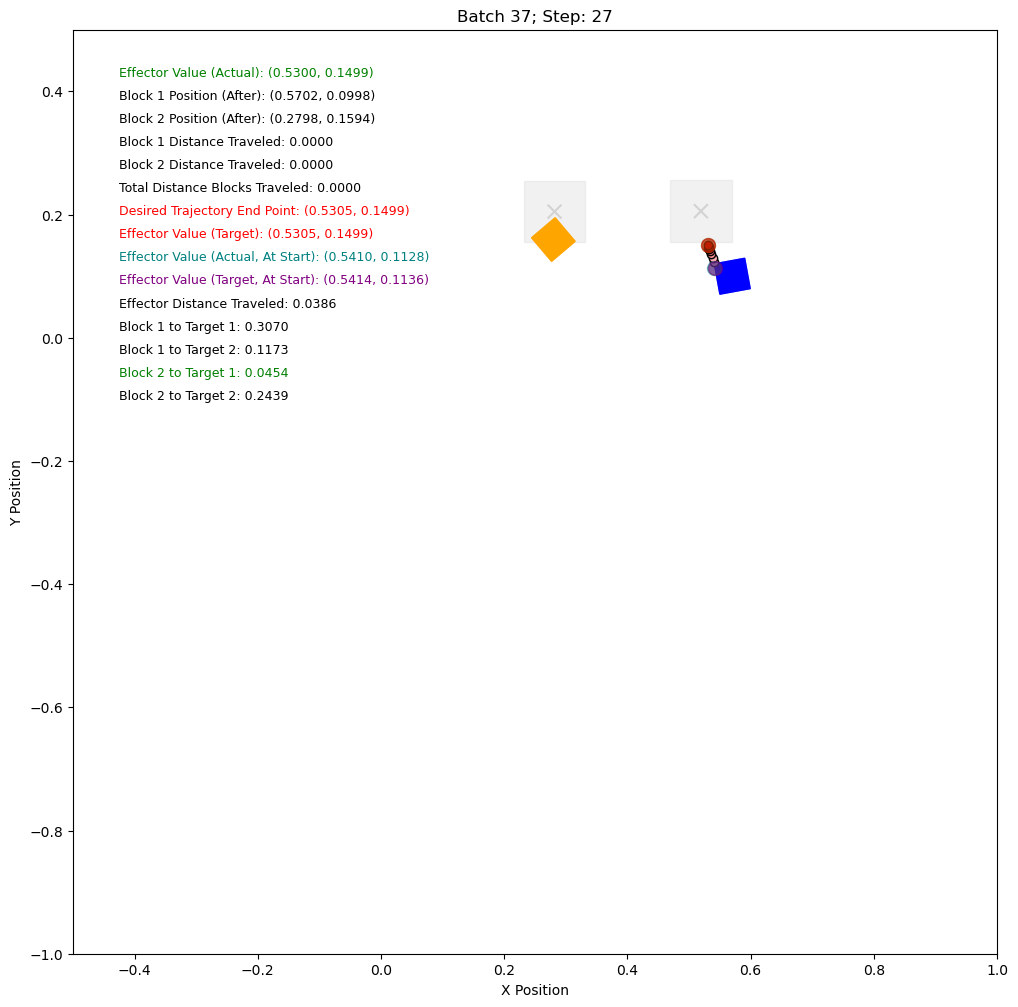 Batch 37; Step: 27
Effector Value (Actual): (0.5300, 0.1499)
Block 1 Position (After): (0.5702, 0.0998)
Block 2 Position (After): (0.2798, 0.1594)
Block 1 Distance Traveled: 0.0000
Block 2 Distance Traveled: 0.0000
Total Distance Blocks Traveled: 0.0000
Desired Trajectory End Point: (0.5305, 0.1499)
Effector Value (Target): (0.5305, 0.1499)
Effector Value (Actual, At Start): (0.5410, 0.1128)
Effector Value (Target, At Start): (0.5414, 0.1136)
Effector Distance Traveled: 0.0386
Block 1 to Target 1: 0.3070
Block 1 to Target 2: 0.1173
Block 2 to Target 1: 0.0454
Block 2 to Target 2: 0.2439
Y Position
0.4
0.2
0.0
−0.2
−0.4
−0.6
−0.8
−1.0
−0.4
−0.2
0.0
0.2
0.4
0.6
0.8
1.0
X Position